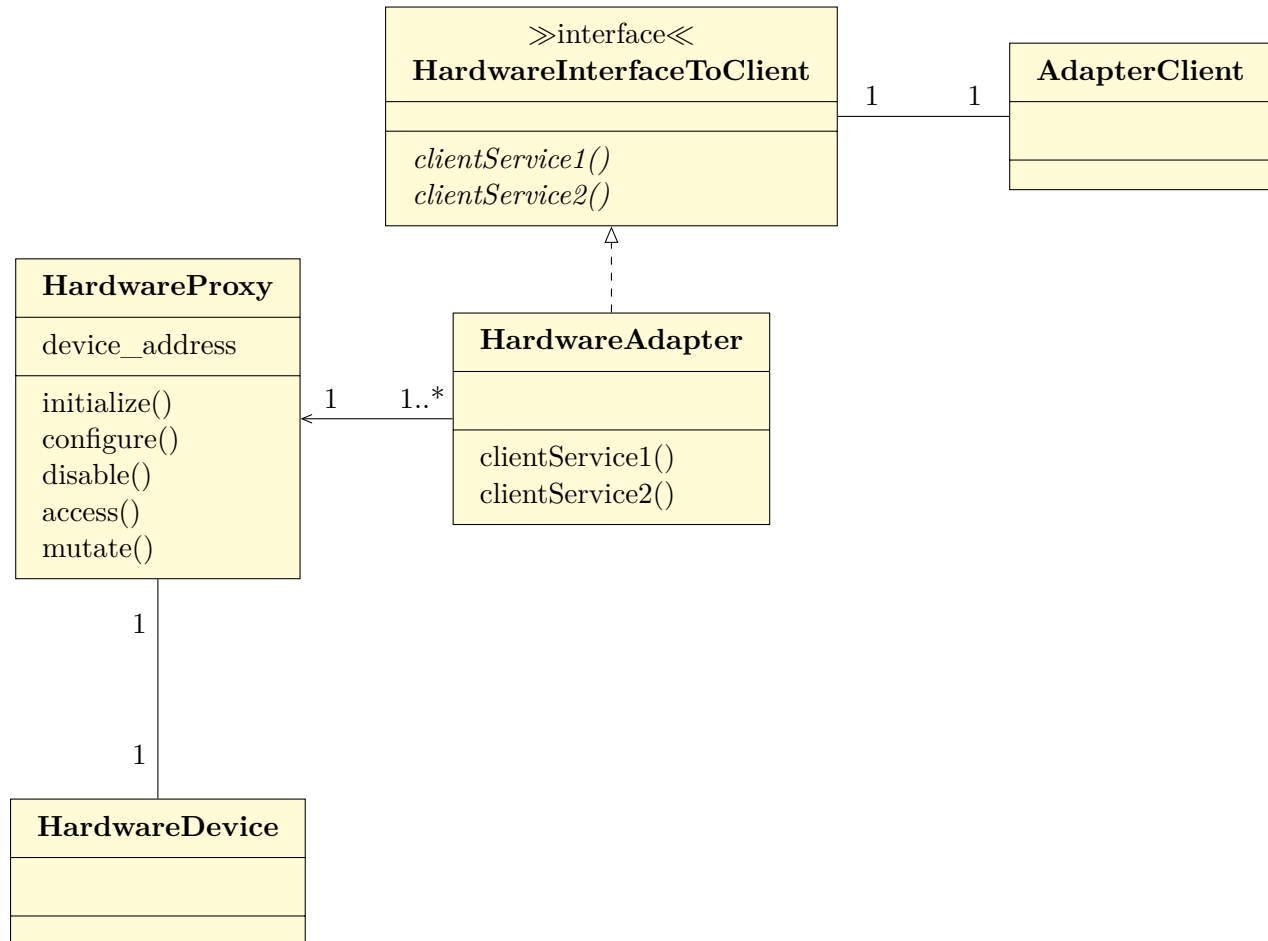 ≫interface≪
HardwareInterfaceToClient
clientService1()
clientService2()
1 1
AdapterClient
HardwareProxy
device_address
initialize()
configure()
disable()
access()
mutate()
1 1..*
HardwareAdapter
clientService1()
clientService2()
1
1
HardwareDevice